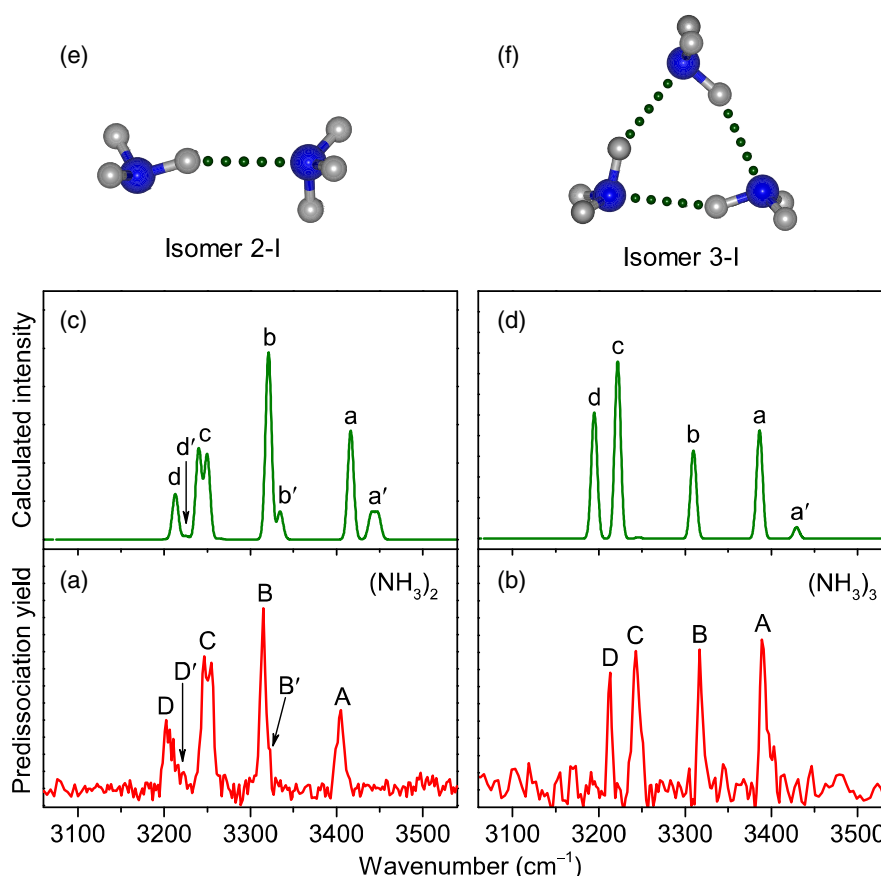 (e)
(f)
Isomer 2-I
Isomer 3-I
Calculated intensity
(c)
d
d′
c
b
b′
a
a′
(d)
d
c
b
a
a′
Predissociation yield
(a)
(NH₃)₂
D
D′
C
B
B′
A
(b)
(NH₃)₃
D
C
B
A
3100 3200 3300 3400 3500
3100 3200 3300 3400 3500
Wavenumber (cm⁻¹)